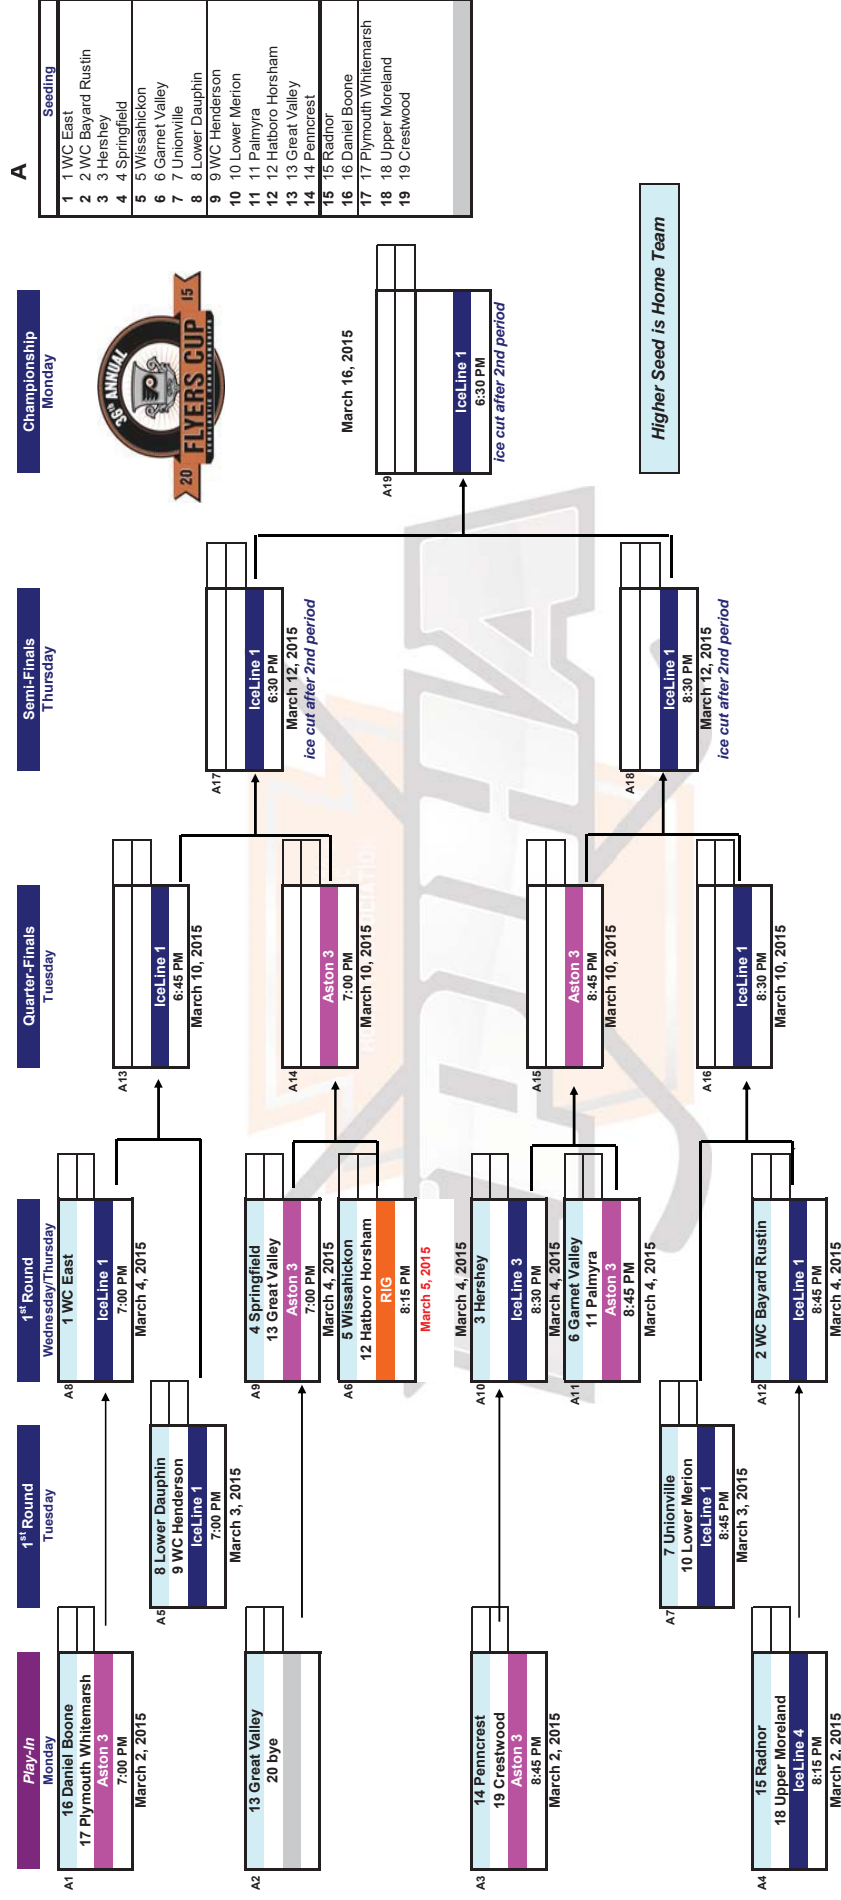 Play-In
Monday
1st Round
Tuesday
1st Round
Wednesday/Thursday
Quarter-Finals
Tuesday
Semi-Finals
Thursday
Championship
Monday
A
Seeding
1 1 WC East
2 2 WC Bayard Rustin
3 3 Hershey
4 4 Springfield
5 5 Wissahickon
6 6 Garnet Valley
7 7 Unionville
8 8 Lower Dauphin
9 9 WC Henderson
10 10 Lower Merion
11 11 Palmyra
12 12 Hatboro Horsham
13 13 Great Valley
14 14 Penncrest
15 15 Radnor
16 16 Daniel Boone
17 17 Plymouth Whitemarsh
18 18 Upper Moreland
19 19 Crestwood
36th ANNUAL
20 FLYERS CUP 15
A1
16 Daniel Boone
17 Plymouth Whitemarsh
Aston 3
7:00 PM
March 2, 2015
A2
13 Great Valley
20 bye
A3
14 Penncrest
19 Crestwood
Aston 3
8:45 PM
March 2, 2015
A4
15 Radnor
18 Upper Moreland
IceLine 4
8:15 PM
March 2, 2015
A5
8 Lower Dauphin
9 WC Henderson
IceLine 1
7:00 PM
March 3, 2015
A7
7 Unionville
10 Lower Merion
IceLine 1
8:45 PM
March 3, 2015
A8
1 WC East
IceLine 1
7:00 PM
March 4, 2015
A9
4 Springfield
13 Great Valley
Aston 3
7:00 PM
March 4, 2015
A6
5 Wissahickon
12 Hatboro Horsham
RIG
8:15 PM
March 5, 2015
March 4, 2015
A10
3 Hershey
IceLine 3
8:30 PM
March 4, 2015
A11
6 Garnet Valley
11 Palmyra
Aston 3
8:45 PM
March 4, 2015
A12
2 WC Bayard Rustin
IceLine 1
8:45 PM
March 4, 2015
A13
IceLine 1
6:45 PM
March 10, 2015
A14
Aston 3
7:00 PM
March 10, 2015
A15
Aston 3
8:45 PM
March 10, 2015
A16
IceLine 1
8:30 PM
March 10, 2015
A17
IceLine 1
6:30 PM
March 12, 2015
ice cut after 2nd period
A18
IceLine 1
8:30 PM
March 12, 2015
ice cut after 2nd period
March 16, 2015
A19
IceLine 1
6:30 PM
ice cut after 2nd period
Higher Seed is Home Team